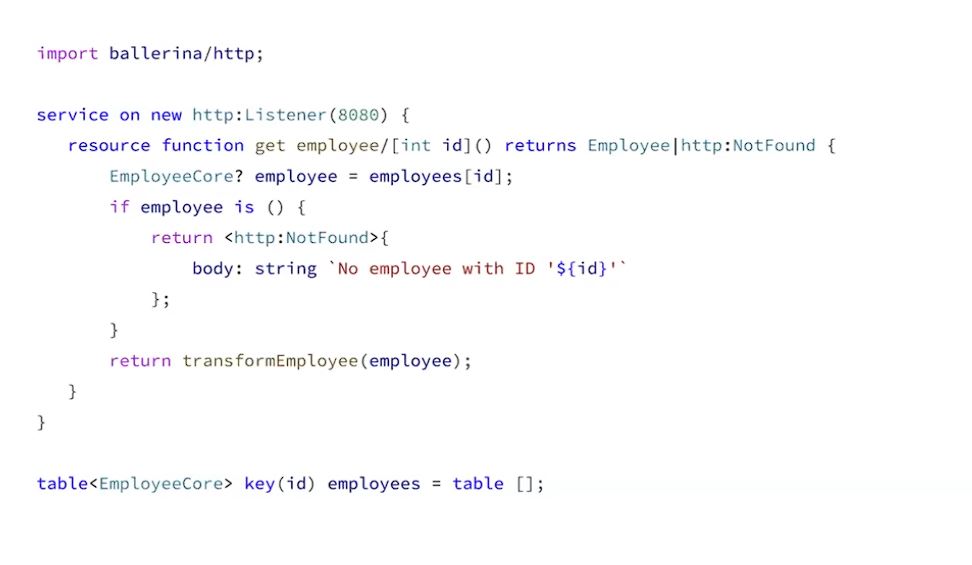 import ballerina/http;
service on new http:Listener(8080) {
resource function get employee/[int id]() returns Employee|http:NotFound {
EmployeeCore? employee = employees[id];
if employee is () {
return <http:NotFound>{
body: string `No employee with ID '${id}'`
};
}
return transformEmployee(employee);
}
}
table<EmployeeCore> key(id) employees = table [];